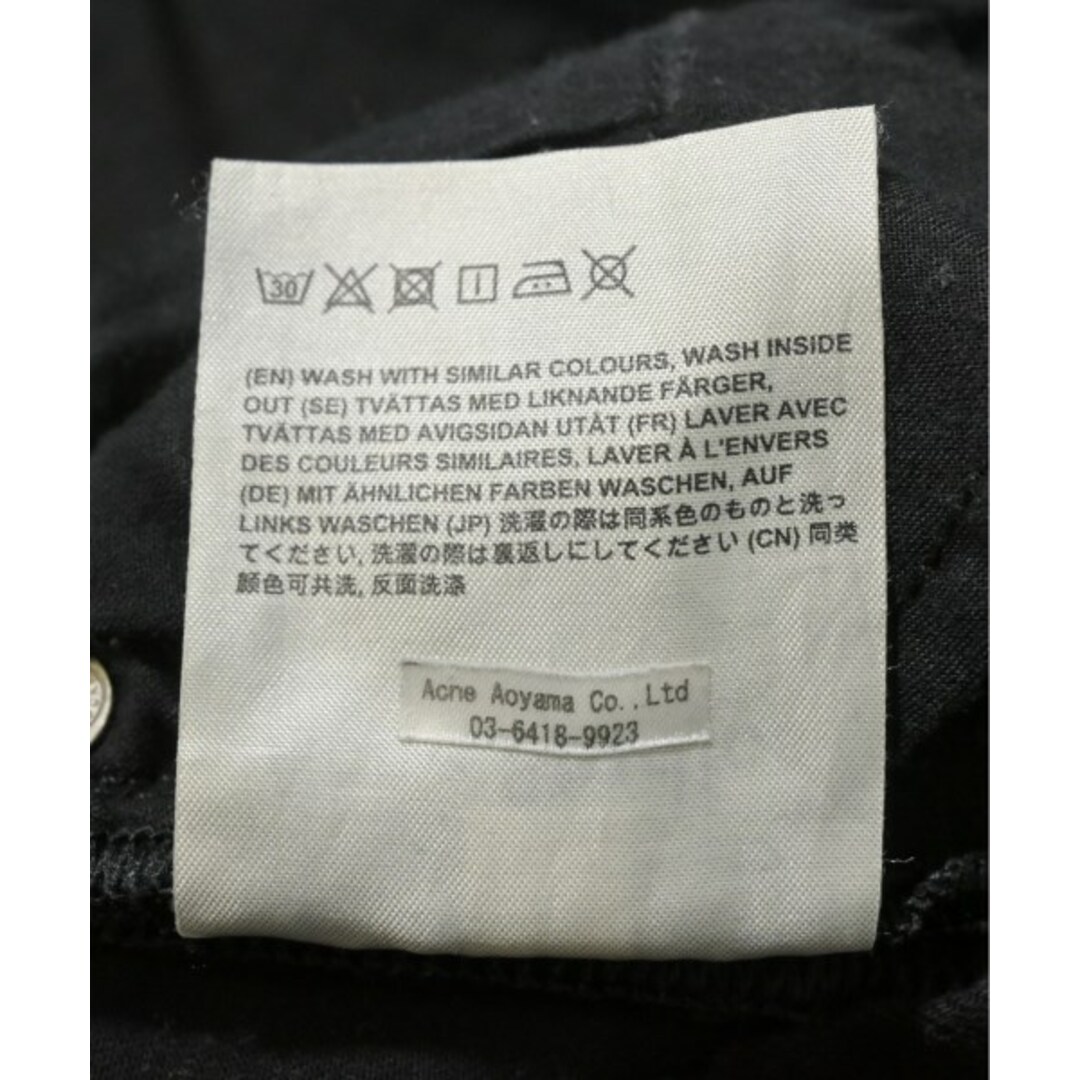 30
(EN) WASH WITH SIMILAR COLOURS, WASH INSIDE
OUT (SE) TVÄTTAS MED LIKNANDE FÄRGER,
TVÄTTAS MED AVIGSIDAN UTÅT (FR) LAVER AVEC
DES COULEURS SIMILAIRES, LAVER À L'ENVERS
(DE) MIT ÄHNLICHEN FARBEN WASCHEN, AUF
LINKS WASCHEN (JP) 洗濯の際は同系色のものと洗っ
てください, 洗濯の際は裏返しにしてください (CN) 同类
颜色可共洗, 反面洗涤
Acne Aoyama Co.,Ltd
03-6418-9923